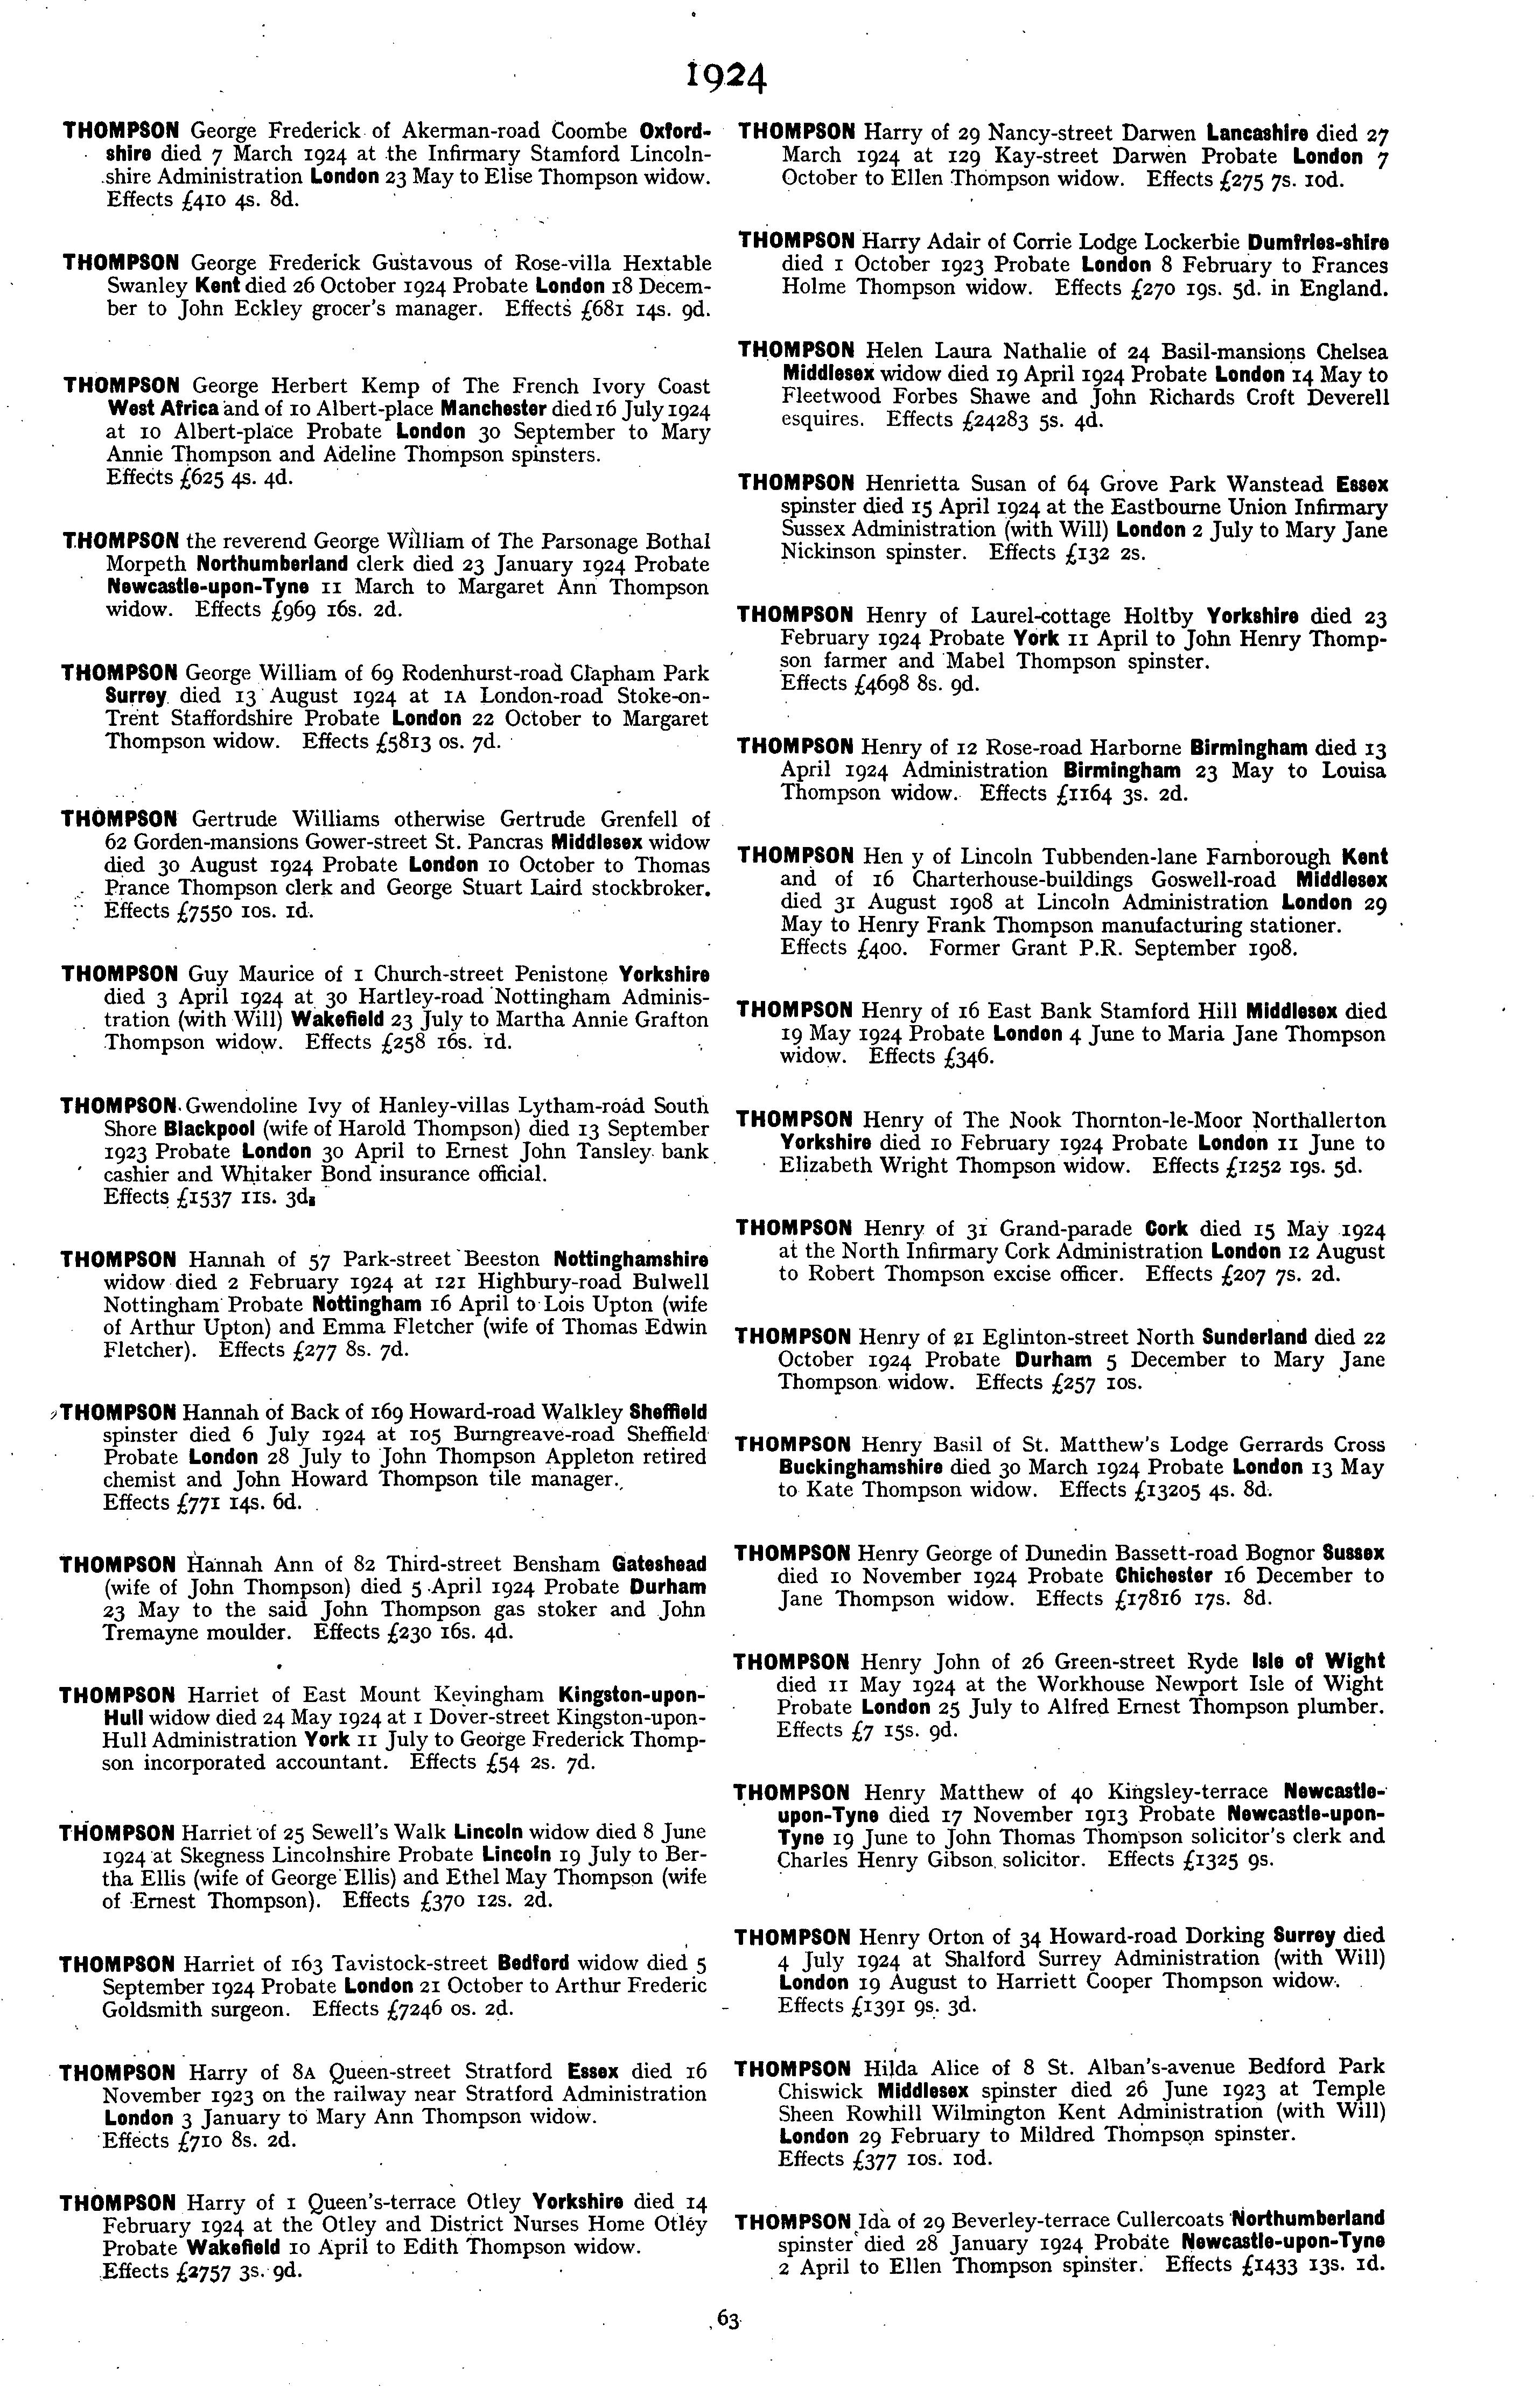 1924
THOMPSON George Frederick of Akerman-road Coombe Oxford-
shire died 7 March 1924 at the Infirmary Stamford Lincoln-
shire Administration London 23 May to Elise Thompson widow.
Effects £410 4s. 8d.
THOMPSON George Frederick Gustavous of Rose-villa Hextable
Swanley Kent died 26 October 1924 Probate London 18 Decem-
ber to John Eckley grocer's manager. Effects £681 14s. 9d.
THOMPSON George Herbert Kemp of The French Ivory Coast
West Africa and of 10 Albert-place Manchester died 16 July 1924
at 10 Albert-place Probate London 30 September to Mary
Annie Thompson and Adeline Thompson spinsters.
Effects £625 4s. 4d.
THOMPSON the reverend George William of The Parsonage Bothal
Morpeth Northumberland clerk died 23 January 1924 Probate
Newcastle-upon-Tyne 11 March to Margaret Ann Thompson
widow. Effects £969 16s. 2d.
THOMPSON George William of 69 Rodenhurst-road Clapham Park
Surrey died 13 August 1924 at 1A London-road Stoke-on-
Trent Staffordshire Probate London 22 October to Margaret
Thompson widow. Effects £5813 0s. 7d.
THOMPSON Gertrude Williams otherwise Gertrude Grenfell of
62 Gorden-mansions Gower-street St. Pancras Middlesex widow
died 30 August 1924 Probate London 10 October to Thomas
Prance Thompson clerk and George Stuart Laird stockbroker.
Effects £7550 10s. 1d.
THOMPSON Guy Maurice of 1 Church-street Penistone Yorkshire
died 3 April 1924 at 30 Hartley-road Nottingham Adminis-
tration (with Will) Wakefield 23 July to Martha Annie Grafton
Thompson widow. Effects £258 16s. 1d.
THOMPSON Gwendoline Ivy of Hanley-villas Lytham-road South
Shore Blackpool (wife of Harold Thompson) died 13 September
1923 Probate London 30 April to Ernest John Tansley bank
cashier and Whitaker Bond insurance official.
Effects £1537 11s. 3d.
THOMPSON Hannah of 57 Park-street Beeston Nottinghamshire
widow died 2 February 1924 at 121 Highbury-road Bulwell
Nottingham Probate Nottingham 16 April to Lois Upton (wife
of Arthur Upton) and Emma Fletcher (wife of Thomas Edwin
Fletcher). Effects £277 8s. 7d.
THOMPSON Hannah of Back of 169 Howard-road Walkley Sheffield
spinster died 6 July 1924 at 105 Burngreave-road Sheffield
Probate London 28 July to John Thompson Appleton retired
chemist and John Howard Thompson tile manager.
Effects £771 14s. 6d.
THOMPSON Hannah Ann of 82 Third-street Bensham Gateshead
(wife of John Thompson) died 5 April 1924 Probate Durham
23 May to the said John Thompson gas stoker and John
Tremayne moulder. Effects £230 16s. 4d.
THOMPSON Harriet of East Mount Keyingham Kingston-upon-
Hull widow died 24 May 1924 at 1 Dover-street Kingston-upon-
Hull Administration York 11 July to George Frederick Thomp-
son incorporated accountant. Effects £54 2s. 7d.
THOMPSON Harriet of 25 Sewell's Walk Lincoln widow died 8 June
1924 at Skegness Lincolnshire Probate Lincoln 19 July to Ber-
tha Ellis (wife of George Ellis) and Ethel May Thompson (wife
of Ernest Thompson). Effects £370 12s. 2d.
THOMPSON Harriet of 163 Tavistock-street Bedford widow died 5
September 1924 Probate London 21 October to Arthur Frederic
Goldsmith surgeon. Effects £7246 0s. 2d.
THOMPSON Harry of 8A Queen-street Stratford Essex died 16
November 1923 on the railway near Stratford Administration
London 3 January to Mary Ann Thompson widow.
Effects £710 8s. 2d.
THOMPSON Harry of 1 Queen's-terrace Otley Yorkshire died 14
February 1924 at the Otley and District Nurses Home Otley
Probate Wakefield 10 April to Edith Thompson widow.
Effects £2757 3s. 9d.
THOMPSON Harry of 29 Nancy-street Darwen Lancashire died 27
March 1924 at 129 Kay-street Darwen Probate London 7
October to Ellen Thompson widow. Effects £275 7s. 10d.
THOMPSON Harry Adair of Corrie Lodge Lockerbie Dumfries-shire
died 1 October 1923 Probate London 8 February to Frances
Holme Thompson widow. Effects £270 19s. 5d. in England.
THOMPSON Helen Laura Nathalie of 24 Basil-mansions Chelsea
Middlesex widow died 19 April 1924 Probate London 14 May to
Fleetwood Forbes Shawe and John Richards Croft Deverell
esquires. Effects £24283 5s. 4d.
THOMPSON Henrietta Susan of 64 Grove Park Wanstead Essex
spinster died 15 April 1924 at the Eastbourne Union Infirmary
Sussex Administration (with Will) London 2 July to Mary Jane
Nickinson spinster. Effects £132 2s.
THOMPSON Henry of Laurel-cottage Holtby Yorkshire died 23
February 1924 Probate York 11 April to John Henry Thomp-
son farmer and Mabel Thompson spinster.
Effects £4698 8s. 9d.
THOMPSON Henry of 12 Rose-road Harborne Birmingham died 13
April 1924 Administration Birmingham 23 May to Louisa
Thompson widow. Effects £1164 3s. 2d.
THOMPSON Hen y of Lincoln Tubbenden-lane Farnborough Kent
and of 16 Charterhouse-buildings Goswell-road Middlesex
died 31 August 1908 at Lincoln Administration London 29
May to Henry Frank Thompson manufacturing stationer.
Effects £400. Former Grant P.R. September 1908.
THOMPSON Henry of 16 East Bank Stamford Hill Middlesex died
19 May 1924 Probate London 4 June to Maria Jane Thompson
widow. Effects £346.
THOMPSON Henry of The Nook Thornton-le-Moor Northallerton
Yorkshire died 10 February 1924 Probate London 11 June to
Elizabeth Wright Thompson widow. Effects £1252 19s. 5d.
THOMPSON Henry of 31 Grand-parade Cork died 15 May 1924
at the North Infirmary Cork Administration London 12 August
to Robert Thompson excise officer. Effects £207 7s. 2d.
THOMPSON Henry of 21 Eglinton-street North Sunderland died 22
October 1924 Probate Durham 5 December to Mary Jane
Thompson widow. Effects £257 10s.
THOMPSON Henry Basil of St. Matthew's Lodge Gerrards Cross
Buckinghamshire died 30 March 1924 Probate London 13 May
to Kate Thompson widow. Effects £13205 4s. 8d.
THOMPSON Henry George of Dunedin Bassett-road Bognor Sussex
died 10 November 1924 Probate Chichester 16 December to
Jane Thompson widow. Effects £17816 17s. 8d.
THOMPSON Henry John of 26 Green-street Ryde Isle of Wight
died 11 May 1924 at the Workhouse Newport Isle of Wight
Probate London 25 July to Alfred Ernest Thompson plumber.
Effects £7 15s. 9d.
THOMPSON Henry Matthew of 40 Kingsley-terrace Newcastle-
upon-Tyne died 17 November 1913 Probate Newcastle-upon-
Tyne 19 June to John Thomas Thompson solicitor's clerk and
Charles Henry Gibson solicitor. Effects £1325 9s.
THOMPSON Henry Orton of 34 Howard-road Dorking Surrey died
4 July 1924 at Shalford Surrey Administration (with Will)
London 19 August to Harriett Cooper Thompson widow.
Effects £1391 9s. 3d.
THOMPSON Hilda Alice of 8 St. Alban's-avenue Bedford Park
Chiswick Middlesex spinster died 26 June 1923 at Temple
Sheen Rowhill Wilmington Kent Administration (with Will)
London 29 February to Mildred Thompson spinster.
Effects £377 10s. 10d.
THOMPSON Ida of 29 Beverley-terrace Cullercoats Northumberland
spinster died 28 January 1924 Probate Newcastle-upon-Tyne
2 April to Ellen Thompson spinster. Effects £1433 13s. 1d.
63